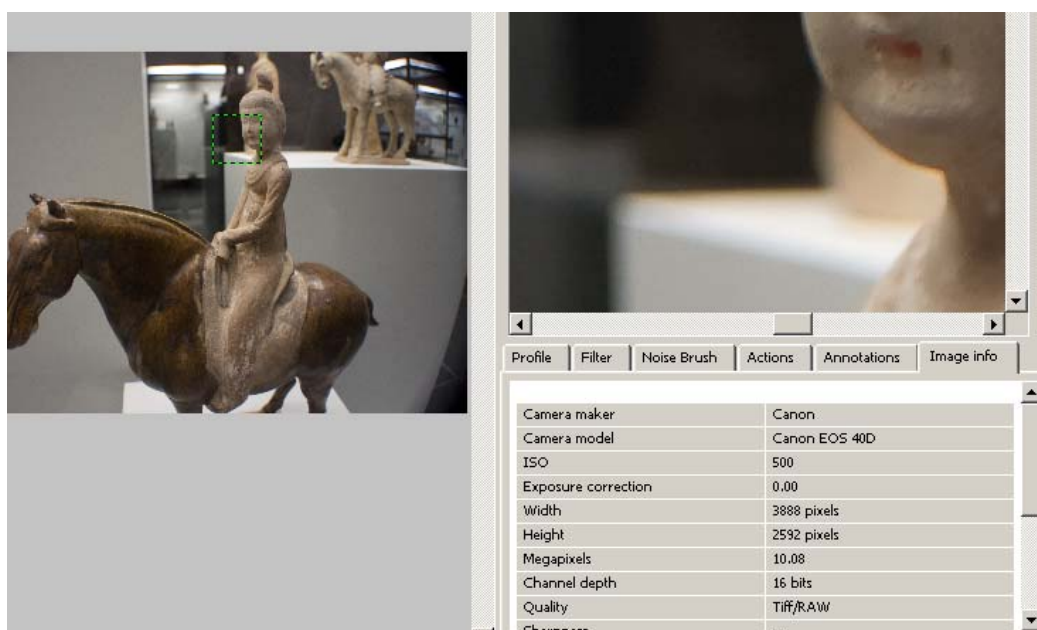 Profile Filter Noise Brush Actions Annotations Image info
Camera maker Canon
Camera model Canon EOS 40D
ISO 500
Exposure correction 0.00
Width 3888 pixels
Height 2592 pixels
Megapixels 10.08
Channel depth 16 bits
Quality Tiff/RAW